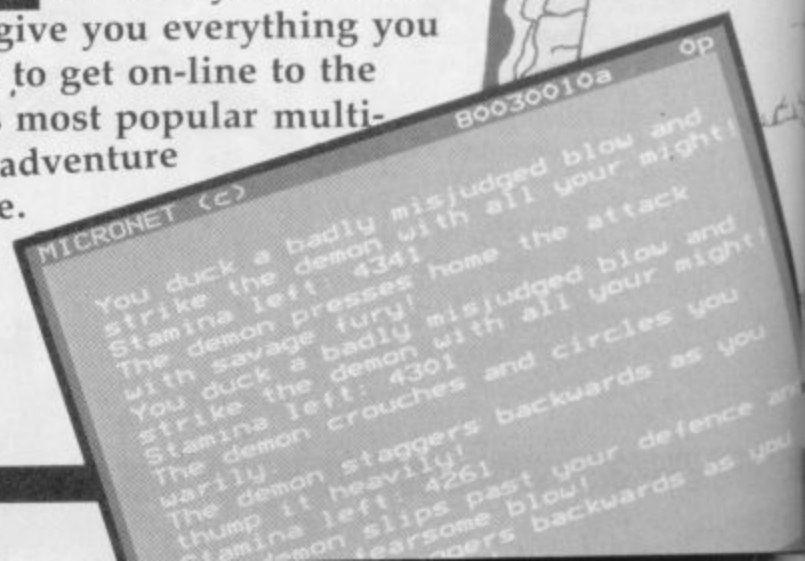 give you everything you
to get on-line to the
most popular multi-
adventure
e.
MICRONET (c) 80030010a 0p
You duck a badly misjudged blow and
strike the demon with all your might!
Stamina left: 4341
The demon presses home the attack
with savage fury!
You duck a badly misjudged blow and
strike the demon with all your might!
Stamina left: 4301
The demon crouches and circles you
warily.
The demon staggers backwards as you
thump it heavily!
Stamina left: 4261
demon slips past your defence and
fearsome blow!
backwards as you